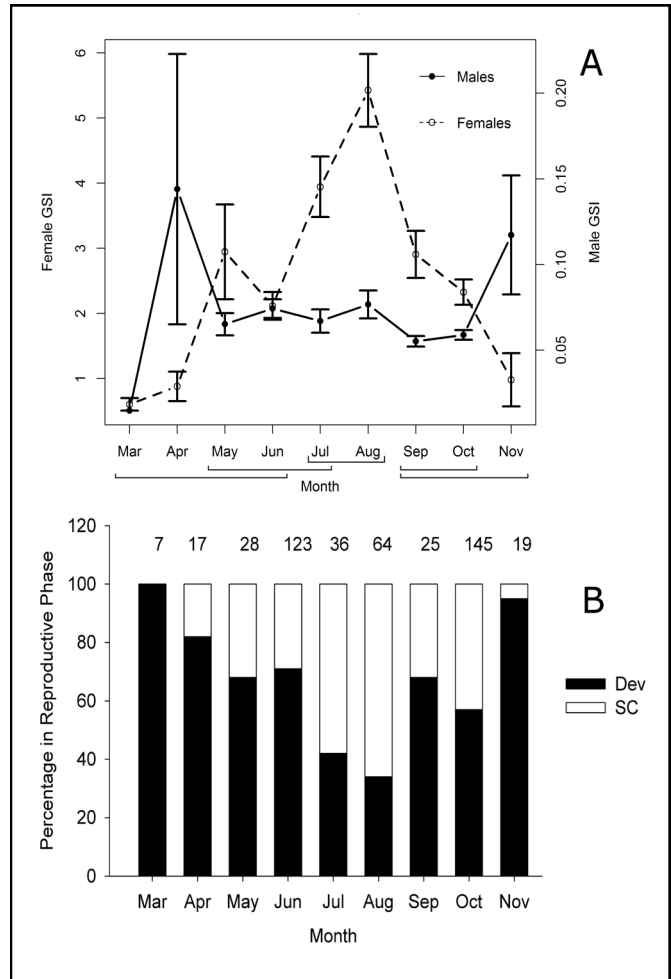 A
Males
Females
Female GSI
Male GSI
6
5
4
3
2
1
0.20
0.15
0.10
0.05
Mar Apr May Jun Jul Aug Sep Oct Nov
Month
120
100
80
60
40
20
0
7 17 28 123 36 64 25 145 19
B
Dev
SC
Percentage in Reproductive Phase
Mar Apr May Jun Jul Aug Sep Oct Nov
Month